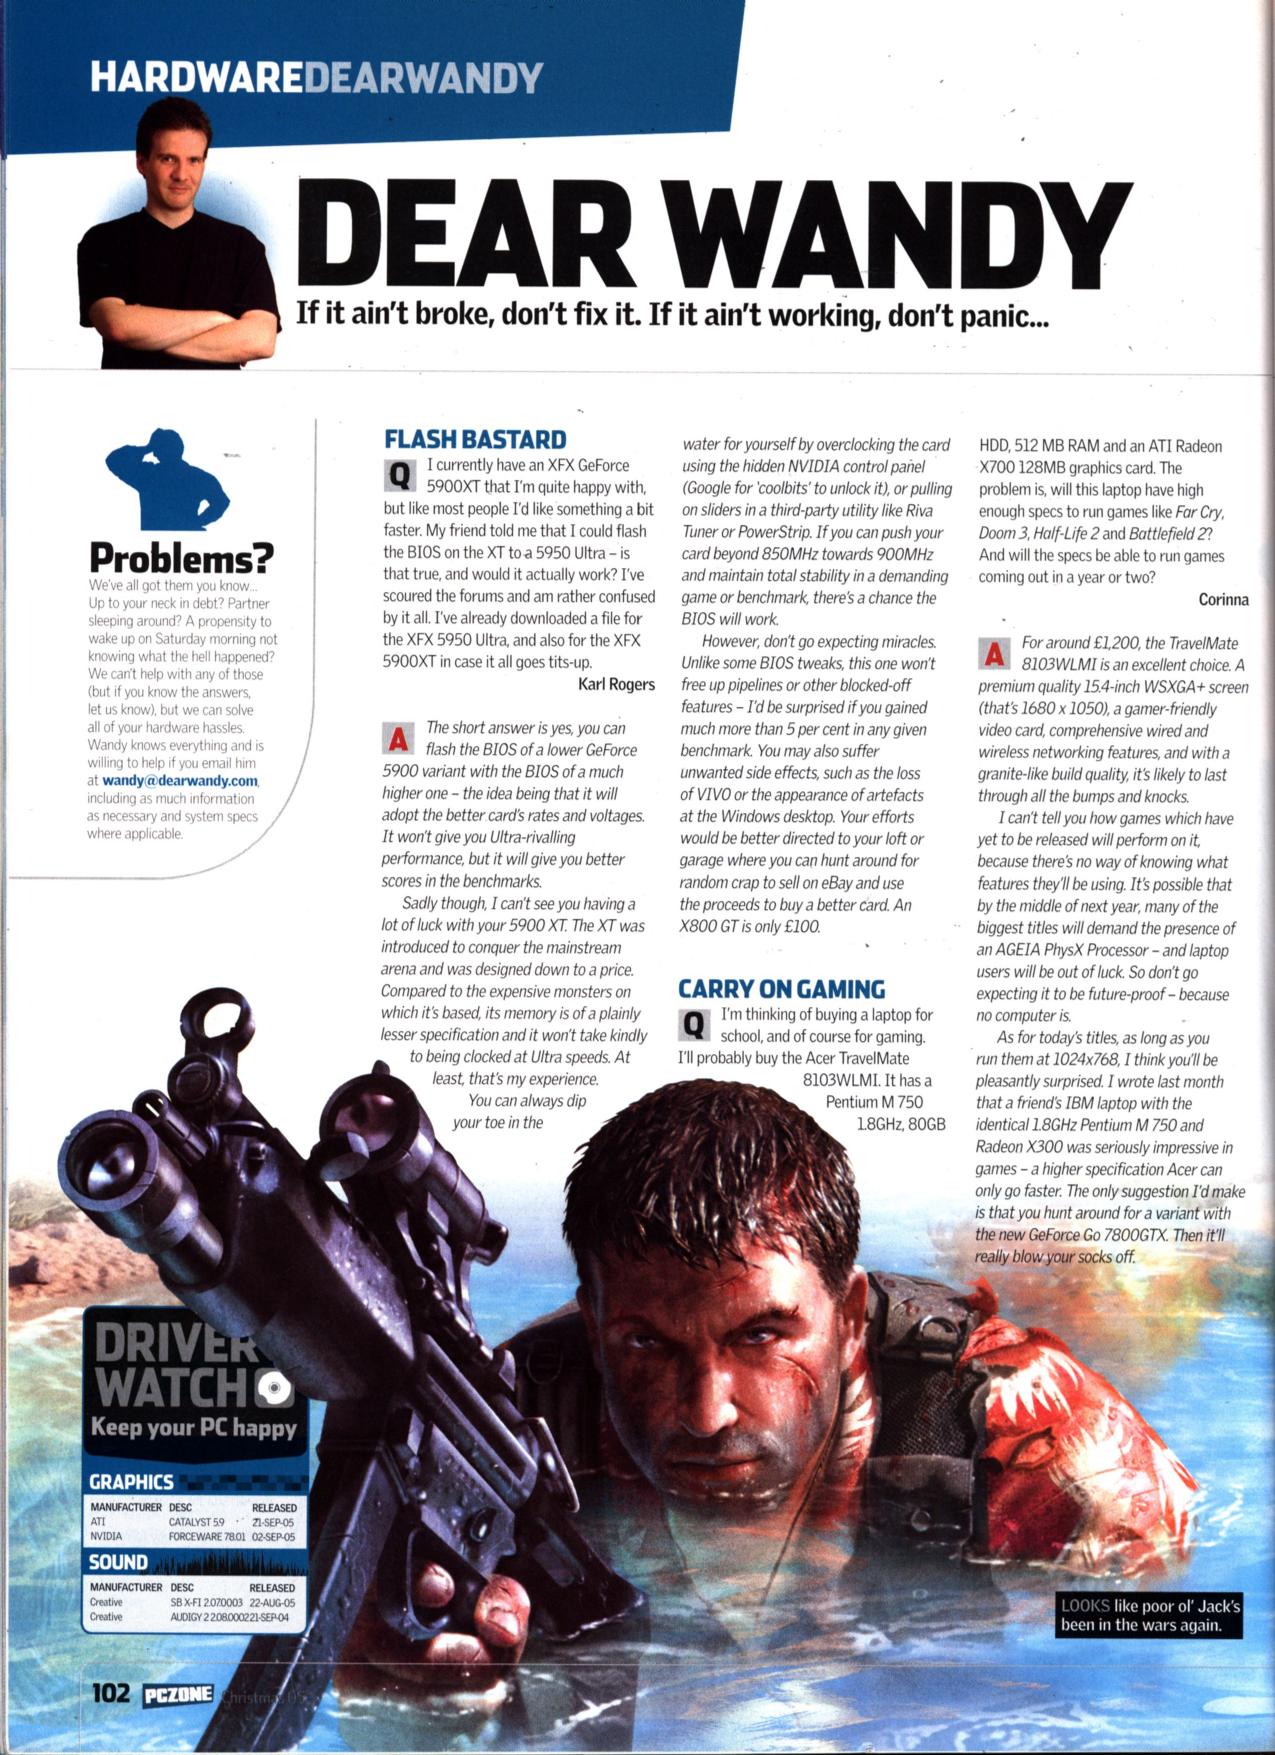 HARDWAREDEARWANDY
DEAR WANDY
If it ain't broke, don't fix it. If it ain't working, don't panic...
Problems?
We've all got them you know...
Up to your neck in debt? Partner
sleeping around? A propensity to
wake up on Saturday morning not
knowing what the hell happened?
We can't help with any of those
(but if you know the answers,
let us know), but we can solve
all of your hardware hassles.
Wandy knows everything and is
willing to help if you email him
at wandy@dearwandy.com,
including as much information
as necessary and system specs
where applicable.
FLASH BASTARD
Q I currently have an XFX GeForce
5900XT that I'm quite happy with,
but like most people I'd like something a bit
faster. My friend told me that I could flash
the BIOS on the XT to a 5950 Ultra – is
that true, and would it actually work? I've
scoured the forums and am rather confused
by it all. I've already downloaded a file for
the XFX 5950 Ultra, and also for the XFX
5900XT in case it all goes tits-up.
Karl Rogers
A The short answer is yes, you can
flash the BIOS of a lower GeForce
5900 variant with the BIOS of a much
higher one – the idea being that it will
adopt the better card's rates and voltages.
It won't give you Ultra-rivalling
performance, but it will give you better
scores in the benchmarks.
Sadly though, I can't see you having a
lot of luck with your 5900 XT. The XT was
introduced to conquer the mainstream
arena and was designed down to a price.
Compared to the expensive monsters on
which it's based, its memory is of a plainly
lesser specification and it won't take kindly
to being clocked at Ultra speeds. At
least, that's my experience.
You can always dip
your toe in the
water for yourself by overclocking the card
using the hidden NVIDIA control panel
(Google for 'coolbits' to unlock it), or pulling
on sliders in a third-party utility like Riva
Tuner or PowerStrip. If you can push your
card beyond 850MHz towards 900MHz
and maintain total stability in a demanding
game or benchmark, there's a chance the
BIOS will work.
However, don't go expecting miracles.
Unlike some BIOS tweaks, this one won't
free up pipelines or other blocked-off
features – I'd be surprised if you gained
much more than 5 per cent in any given
benchmark. You may also suffer
unwanted side effects, such as the loss
of VIVO or the appearance of artefacts
at the Windows desktop. Your efforts
would be better directed to your loft or
garage where you can hunt around for
random crap to sell on eBay and use
the proceeds to buy a better card. An
X800 GT is only £100.
CARRY ON GAMING
Q I'm thinking of buying a laptop for
school, and of course for gaming.
I'll probably buy the Acer TravelMate
8103WLMI. It has a
Pentium M 750
1.8GHz, 80GB
HDD, 512 MB RAM and an ATI Radeon
X700 128MB graphics card. The
problem is, will this laptop have high
enough specs to run games like Far Cry,
Doom 3, Half-Life 2 and Battlefield 2?
And will the specs be able to run games
coming out in a year or two?
Corinna
A For around £1,200, the TravelMate
8103WLMI is an excellent choice. A
premium quality 15.4-inch WSXGA+ screen
(that's 1680 x 1050), a gamer-friendly
video card, comprehensive wired and
wireless networking features, and with a
granite-like build quality, it's likely to last
through all the bumps and knocks.
I can't tell you how games which have
yet to be released will perform on it,
because there's no way of knowing what
features they'll be using. It's possible that
by the middle of next year, many of the
biggest titles will demand the presence of
an AGEIA PhysX Processor – and laptop
users will be out of luck. So don't go
expecting it to be future-proof – because
no computer is.
As for today's titles, as long as you
run them at 1024x768, I think you'll be
pleasantly surprised. I wrote last month
that a friend's IBM laptop with the
identical 1.8GHz Pentium M 750 and
Radeon X300 was seriously impressive in
games – a higher specification Acer can
only go faster. The only suggestion I'd make
is that you hunt around for a variant with
the new GeForce Go 7800GTX. Then it'll
really blow your socks off.
DRIVER
WATCH
Keep your PC happy
GRAPHICS
MANUFACTURER DESC RELEASED
ATI CATALYST 5.9 21-SEP-05
NVIDIA FORCEWARE 78.01 02-SEP-05
SOUND
MANUFACTURER DESC RELEASED
Creative SB X-FI 2.07.0003 22-AUG-05
Creative AUDIGY 2 2.08.0002 21-SEP-04
LOOKS like poor ol' Jack's
been in the wars again.
102 PCZONE Christmas 05